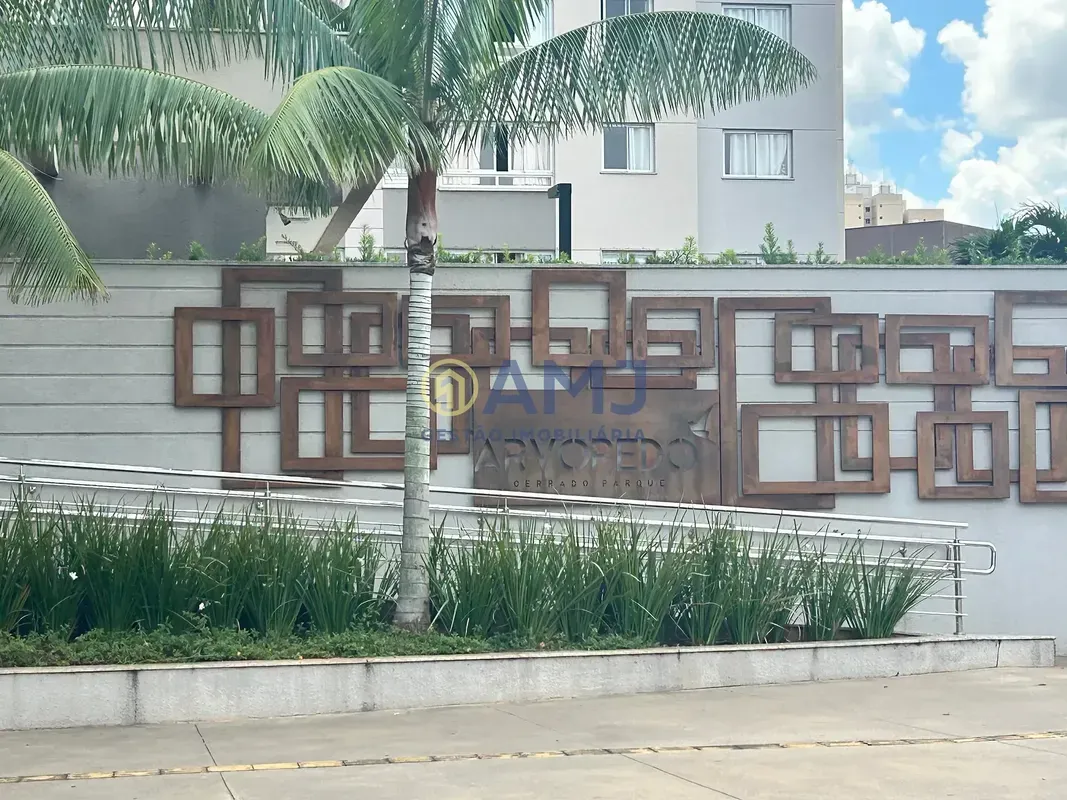 AMJ
GESTÃO IMOBILIÁRIA
ARVOREDO
CERRADO PARQUE